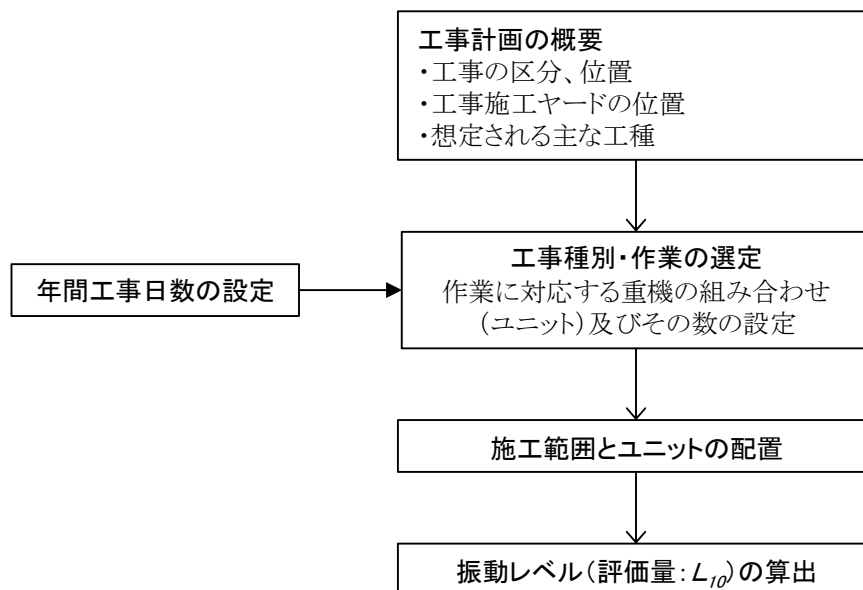 工事計画の概要
・工事の区分、位置
・工事施工ヤードの位置
・想定される主な工種
工事種別・作業の選定
年間工事日数の設定
作業に対応する重機の組み合わせ
（ユニット）及びその数の設定
施工範囲とユニットの配置
振動レベル（評価量：L10）の算出